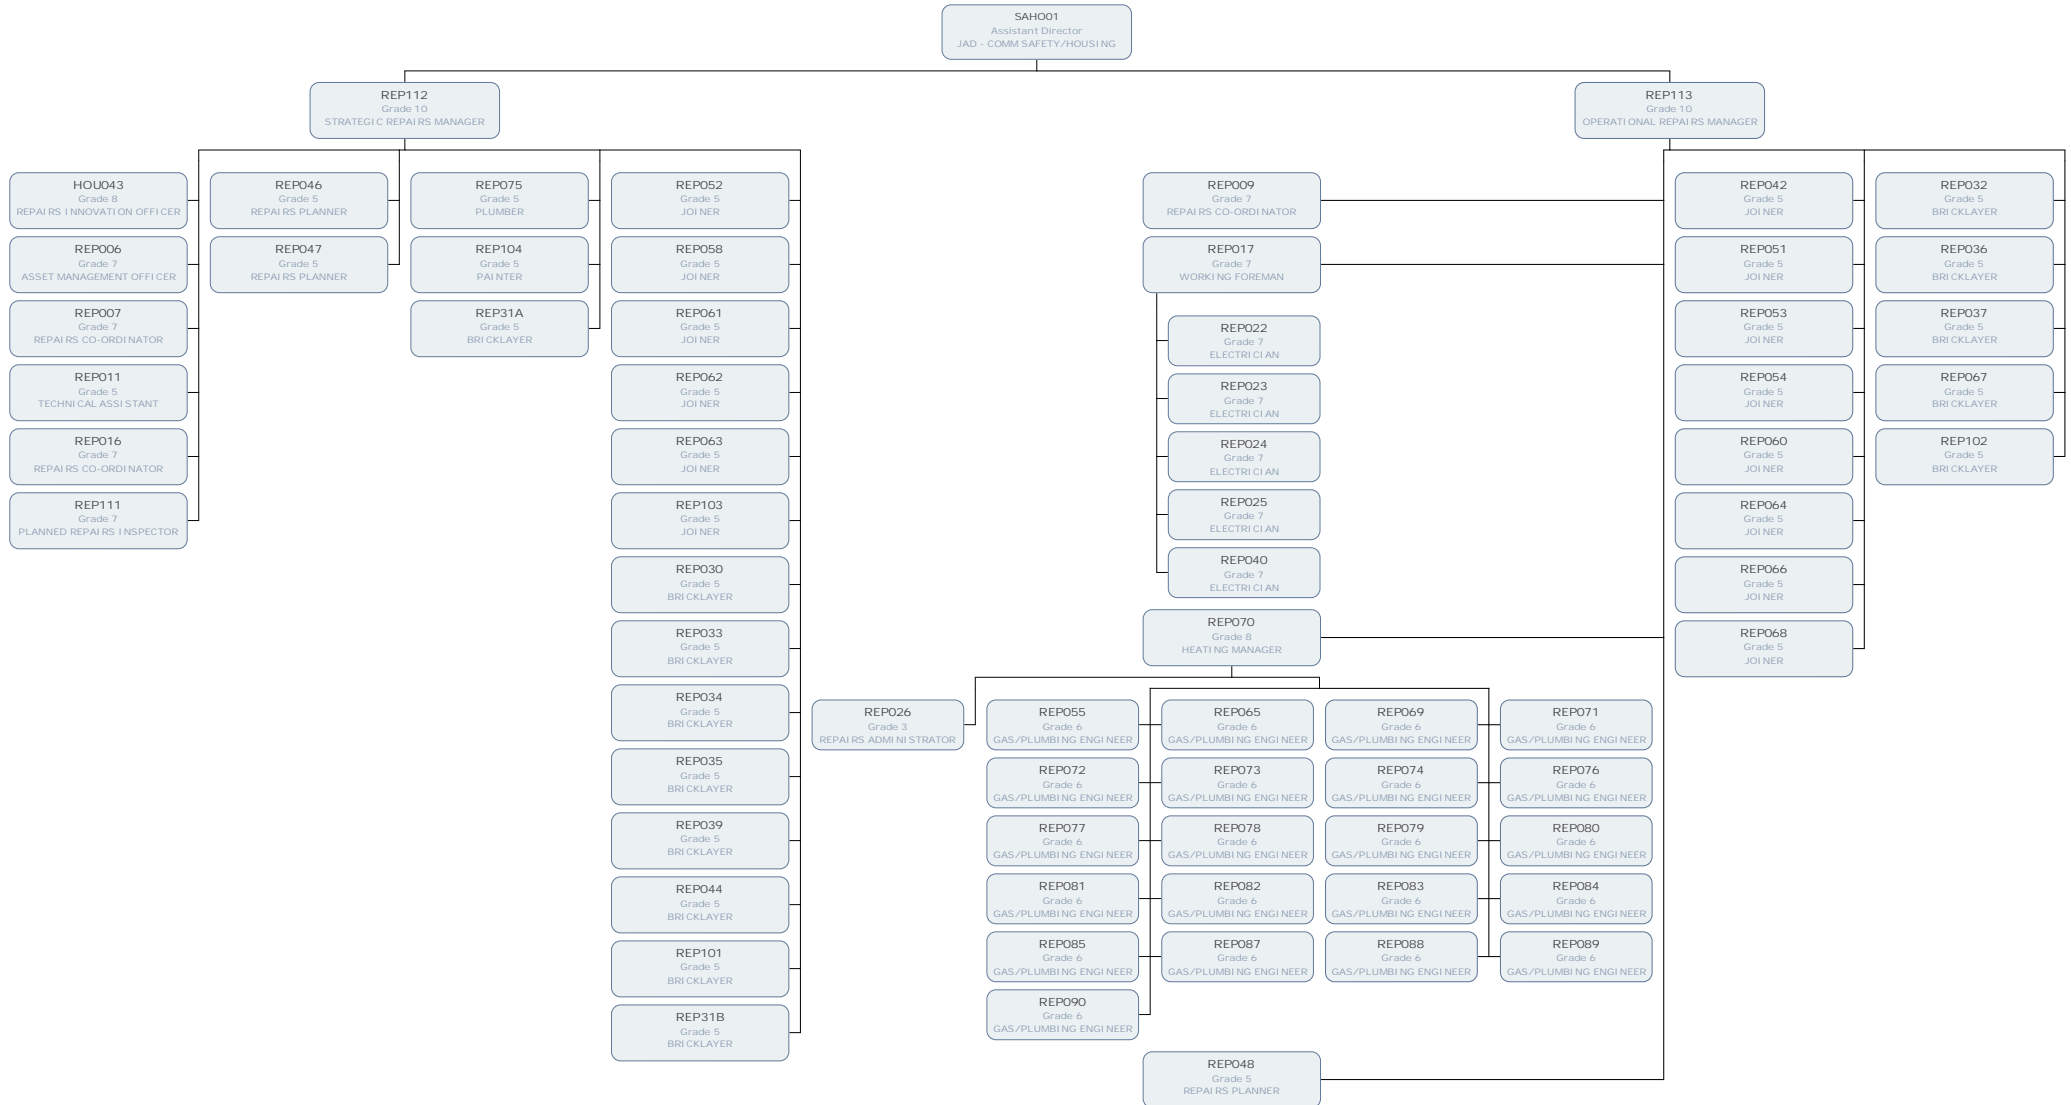 SAHO01
Assistant Director
JAD - COMM SAFETY/HOUSING
REP112
Grade 10
STRATEGIC REPAIRS MANAGER
REP113
Grade 10
OPERATIONAL REPAIRS MANAGER
HOU043
Grade 8
REPAIRS INNOVATION OFFICER
REP006
Grade 7
ASSET MANAGEMENT OFFICER
REP007
Grade 7
REPAIRS CO-ORDINATOR
REP011
Grade 5
TECHNICAL ASSISTANT
REP016
Grade 7
REPAIRS CO-ORDINATOR
REP111
Grade 7
PLANNED REPAIRS INSPECTOR
REP046
Grade 5
REPAIRS PLANNER
REP047
Grade 5
REPAIRS PLANNER
REP075
Grade 5
PLUMBER
REP104
Grade 5
PAINTER
REP31A
Grade 5
BRICKLAYER
REP052
Grade 5
JOINER
REP058
Grade 5
JOINER
REP061
Grade 5
JOINER
REP062
Grade 5
JOINER
REP063
Grade 5
JOINER
REP103
Grade 5
JOINER
REP030
Grade 5
BRICKLAYER
REP033
Grade 5
BRICKLAYER
REP034
Grade 5
BRICKLAYER
REP035
Grade 5
BRICKLAYER
REP039
Grade 5
BRICKLAYER
REP044
Grade 5
BRICKLAYER
REP101
Grade 5
BRICKLAYER
REP31B
Grade 5
BRICKLAYER
REP009
Grade 7
REPAIRS CO-ORDINATOR
REP017
Grade 7
WORKING FOREMAN
REP022
Grade 7
ELECTRICIAN
REP023
Grade 7
ELECTRICIAN
REP024
Grade 7
ELECTRICIAN
REP025
Grade 7
ELECTRICIAN
REP040
Grade 7
ELECTRICIAN
REP070
Grade 8
HEATING MANAGER
REP026
Grade 3
REPAIRS ADMINISTRATOR
REP055
Grade 6
GAS/PLUMBING ENGINEER
REP065
Grade 6
GAS/PLUMBING ENGINEER
REP069
Grade 6
GAS/PLUMBING ENGINEER
REP071
Grade 6
GAS/PLUMBING ENGINEER
REP072
Grade 6
GAS/PLUMBING ENGINEER
REP073
Grade 6
GAS/PLUMBING ENGINEER
REP074
Grade 6
GAS/PLUMBING ENGINEER
REP076
Grade 6
GAS/PLUMBING ENGINEER
REP077
Grade 6
GAS/PLUMBING ENGINEER
REP078
Grade 6
GAS/PLUMBING ENGINEER
REP079
Grade 6
GAS/PLUMBING ENGINEER
REP080
Grade 6
GAS/PLUMBING ENGINEER
REP081
Grade 6
GAS/PLUMBING ENGINEER
REP082
Grade 6
GAS/PLUMBING ENGINEER
REP083
Grade 6
GAS/PLUMBING ENGINEER
REP084
Grade 6
GAS/PLUMBING ENGINEER
REP085
Grade 6
GAS/PLUMBING ENGINEER
REP087
Grade 6
GAS/PLUMBING ENGINEER
REP088
Grade 6
GAS/PLUMBING ENGINEER
REP089
Grade 6
GAS/PLUMBING ENGINEER
REP090
Grade 6
GAS/PLUMBING ENGINEER
REP048
Grade 5
REPAIRS PLANNER
REP042
Grade 5
JOINER
REP051
Grade 5
JOINER
REP053
Grade 5
JOINER
REP054
Grade 5
JOINER
REP060
Grade 5
JOINER
REP064
Grade 5
JOINER
REP066
Grade 5
JOINER
REP068
Grade 5
JOINER
REP032
Grade 5
BRICKLAYER
REP036
Grade 5
BRICKLAYER
REP037
Grade 5
BRICKLAYER
REP067
Grade 5
BRICKLAYER
REP102
Grade 5
BRICKLAYER